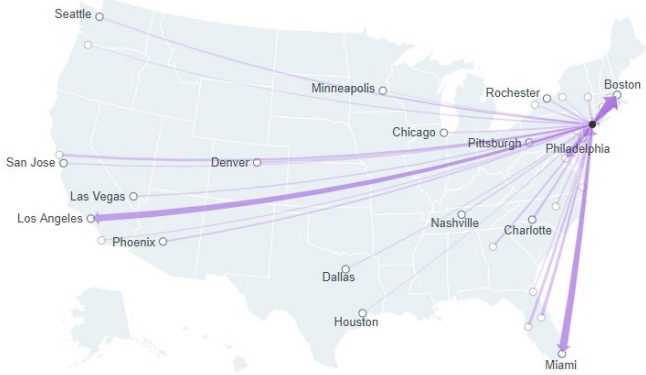 Seattle
Boston
Minneapolis
Rochester
Chicago
Pittsburgh
Philadelphia
San Jose
Denver
Las Vegas
Los Angeles
Nashville
Charlotte
Phoenix
Dallas
Houston
Miami